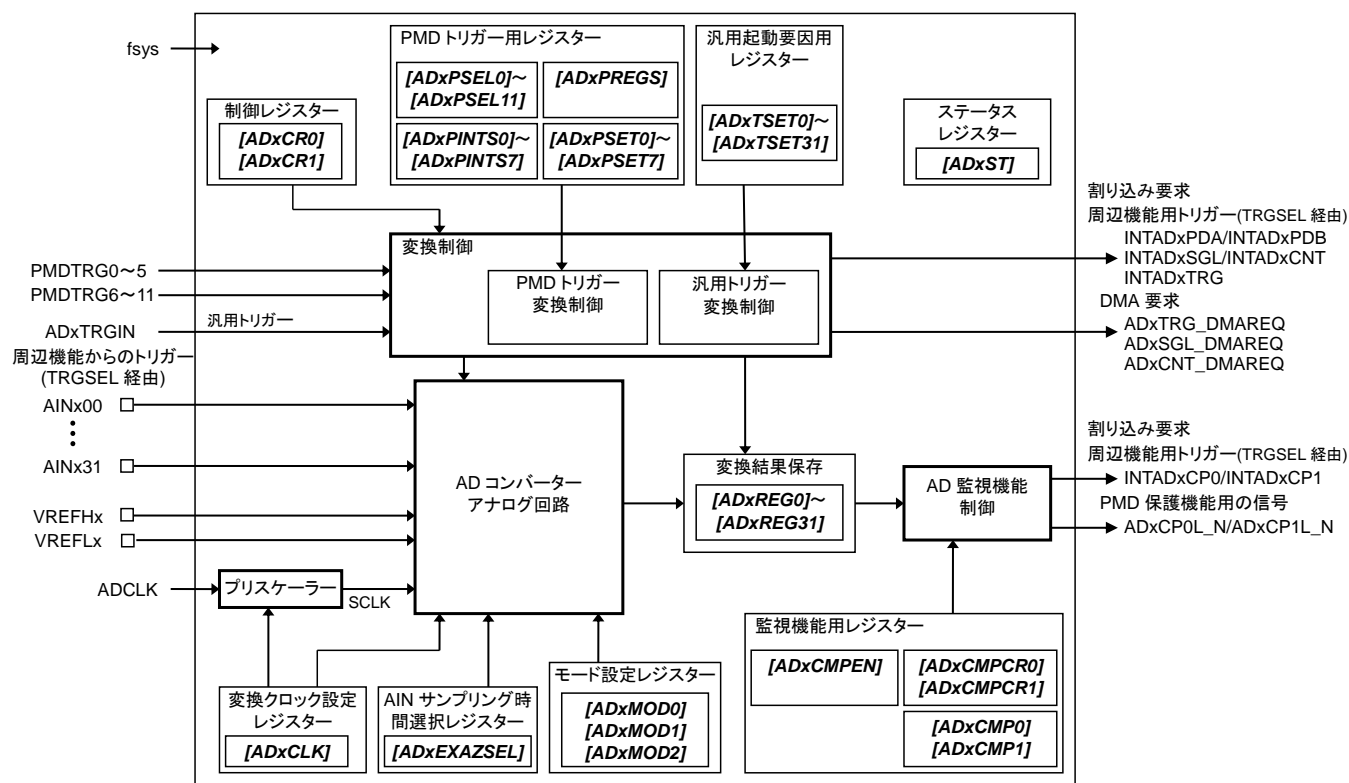 fsys
PMD トリガー用レジスター
[ADxPSEL0]～
[ADxPSEL11]
[ADxPREGS]
[ADxPINTS0]～
[ADxPINTS7]
[ADxPSET0]～
[ADxPSET7]
汎用起動要因用
レジスター
[ADxTSET0]～
[ADxTSET31]
制御レジスター
[ADxCR0]
[ADxCR1]
ステータス
レジスター
[ADxST]
変換制御
PMD トリガー
変換制御
汎用トリガー
変換制御
PMDTRG0～5
PMDTRG6～11
ADxTRGIN
汎用トリガー
周辺機能からのトリガー
(TRGSEL 経由)
割り込み要求
周辺機能用トリガー(TRGSEL 経由)
INTADxPDA/INTADxPDB
INTADxSGL/INTADxCNT
INTADxTRG
DMA 要求
ADxTRG_DMAREQ
ADxSGL_DMAREQ
ADxCNT_DMAREQ
AINx00
AINx31
VREFHx
VREFLx
AD コンバーター
アナログ回路
変換結果保存
[ADxREG0]～
[ADxREG31]
AD 監視機能
制御
割り込み要求
周辺機能用トリガー(TRGSEL 経由)
INTADxCP0/INTADxCP1
PMD 保護機能用の信号
ADxCP0L_N/ADxCP1L_N
ADCLK
プリスケーラー
SCLK
変換クロック設定
レジスター
[ADxCLK]
AIN サンプリング時
間選択レジスター
[ADxEXAZSEL]
モード設定レジスター
[ADxMOD0]
[ADxMOD1]
[ADxMOD2]
監視機能用レジスター
[ADxCMPEN]
[ADxCMPCR0]
[ADxCMPCR1]
[ADxCMP0]
[ADxCMP1]